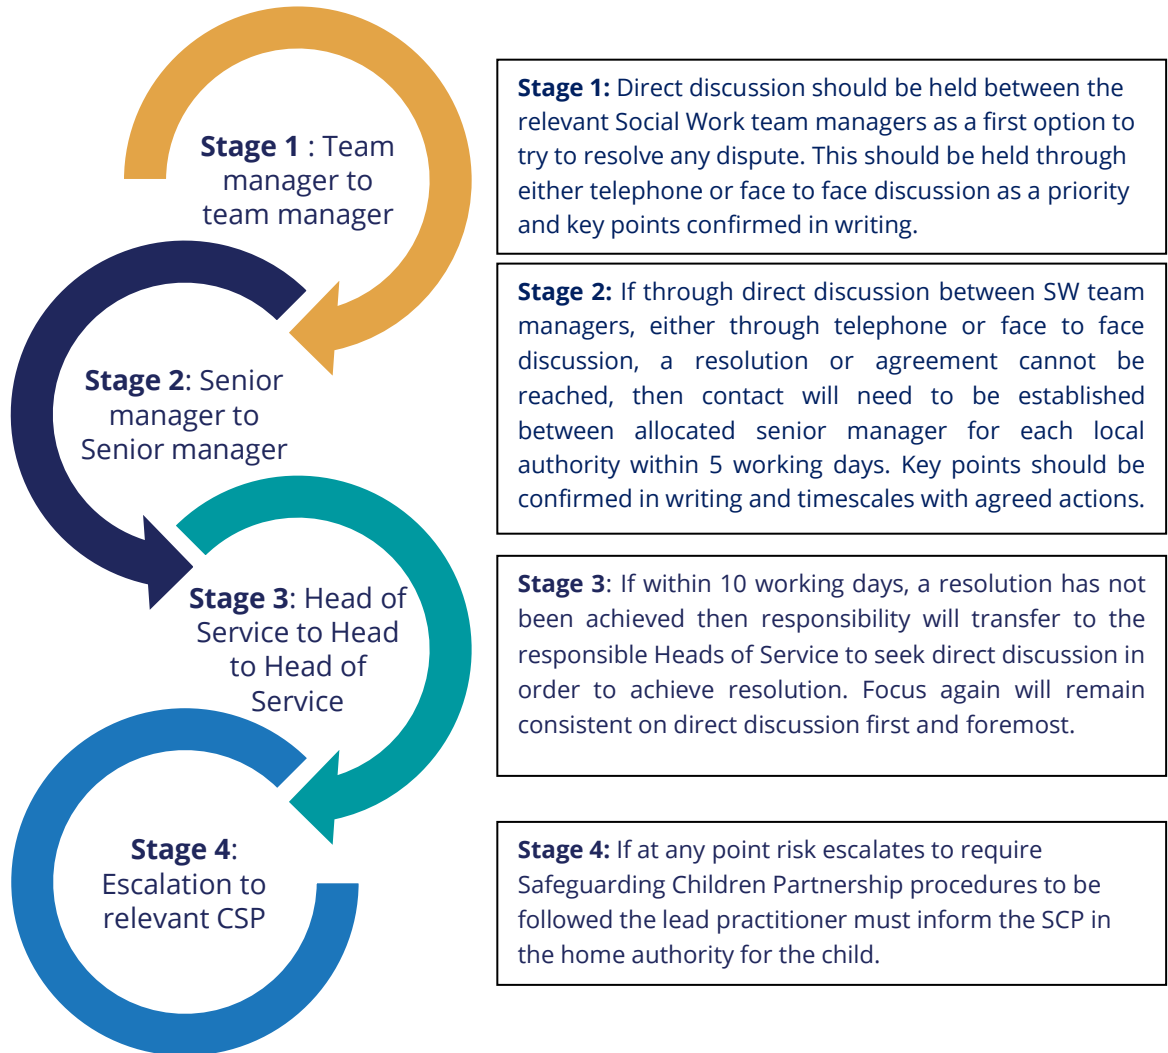 Stage 1 : Team
manager to
team manager
Stage 1: Direct discussion should be held between the
relevant Social Work team managers as a first option to
try to resolve any dispute. This should be held through
either telephone or face to face discussion as a priority
and key points confirmed in writing.
Stage 2: Senior
manager to
Senior manager
Stage 2: If through direct discussion between SW team
managers, either through telephone or face to face
discussion, a resolution or agreement cannot be
reached, then contact will need to be established
between allocated senior manager for each local
authority within 5 working days. Key points should be
confirmed in writing and timescales with agreed actions.
Stage 3: Head of
Service to Head
to Head of
Service
Stage 3: If within 10 working days, a resolution has not
been achieved then responsibility will transfer to the
responsible Heads of Service to seek direct discussion in
order to achieve resolution. Focus again will remain
consistent on direct discussion first and foremost.
Stage 4:
Escalation to
relevant CSP
Stage 4: If at any point risk escalates to require
Safeguarding Children Partnership procedures to be
followed the lead practitioner must inform the SCP in
the home authority for the child.